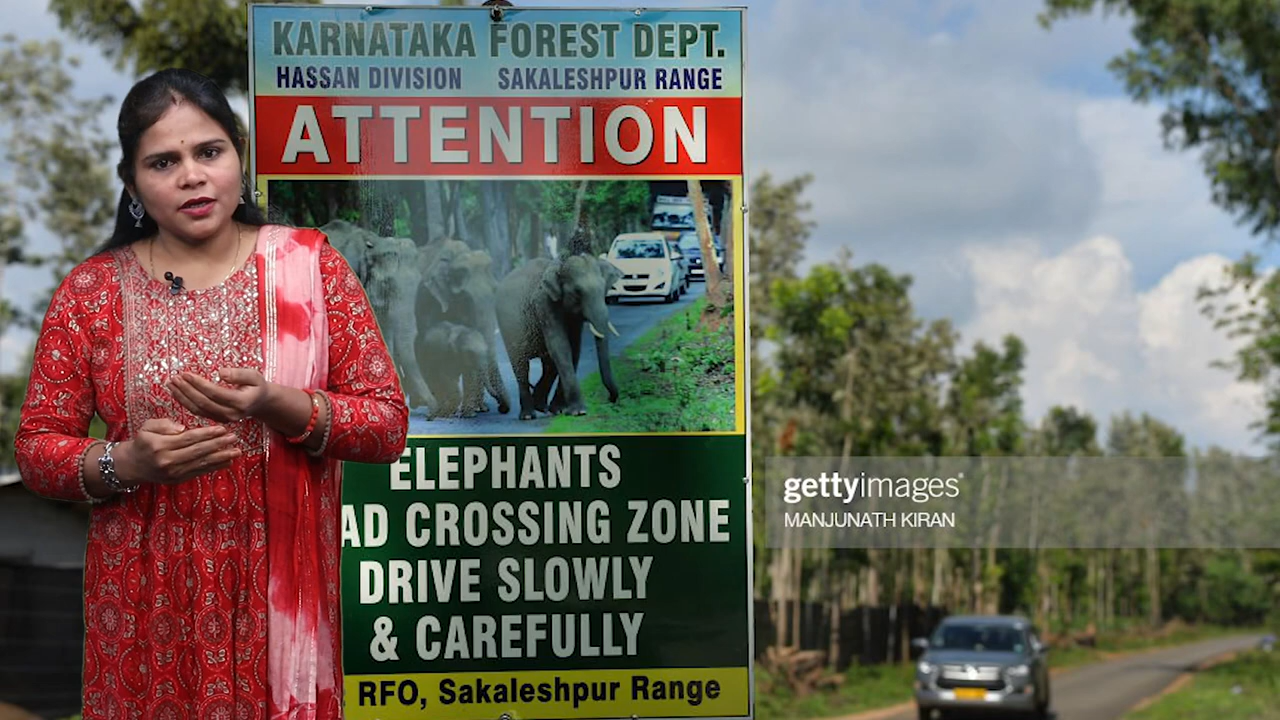 KARNATAKA FOREST DEPT.
HASSAN DIVISION SAKALESHPUR RANGE
ATTENTION
ELEPHANTS
AD CROSSING ZONE
DRIVE SLOWLY
& CAREFULLY
RFO, Sakaleshpur Range
gettyimages
MANJUNATH KIRAN